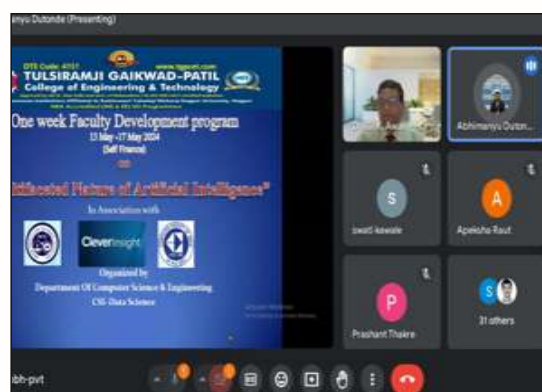 anyu Dutonde (Presenting)
DTE Code: 4151 www.tgpcet.com
TULSIRAMJI GAIKWAD-PATIL
College of Engineering & Technology
One week Faculty Development program
13 May -17 May 2024
(Self Finance)
on
ltifaceted Nature of Artificial Intelligence"
In Association with
CleverInsight
Organized by
Department Of Computer Science & Engineering
CSE-Data Science
Abhimanyu Duton...
S
swati kawale
A
Apeksha Raut
P
Prashant Thakre
S
31 others
bh-pvt